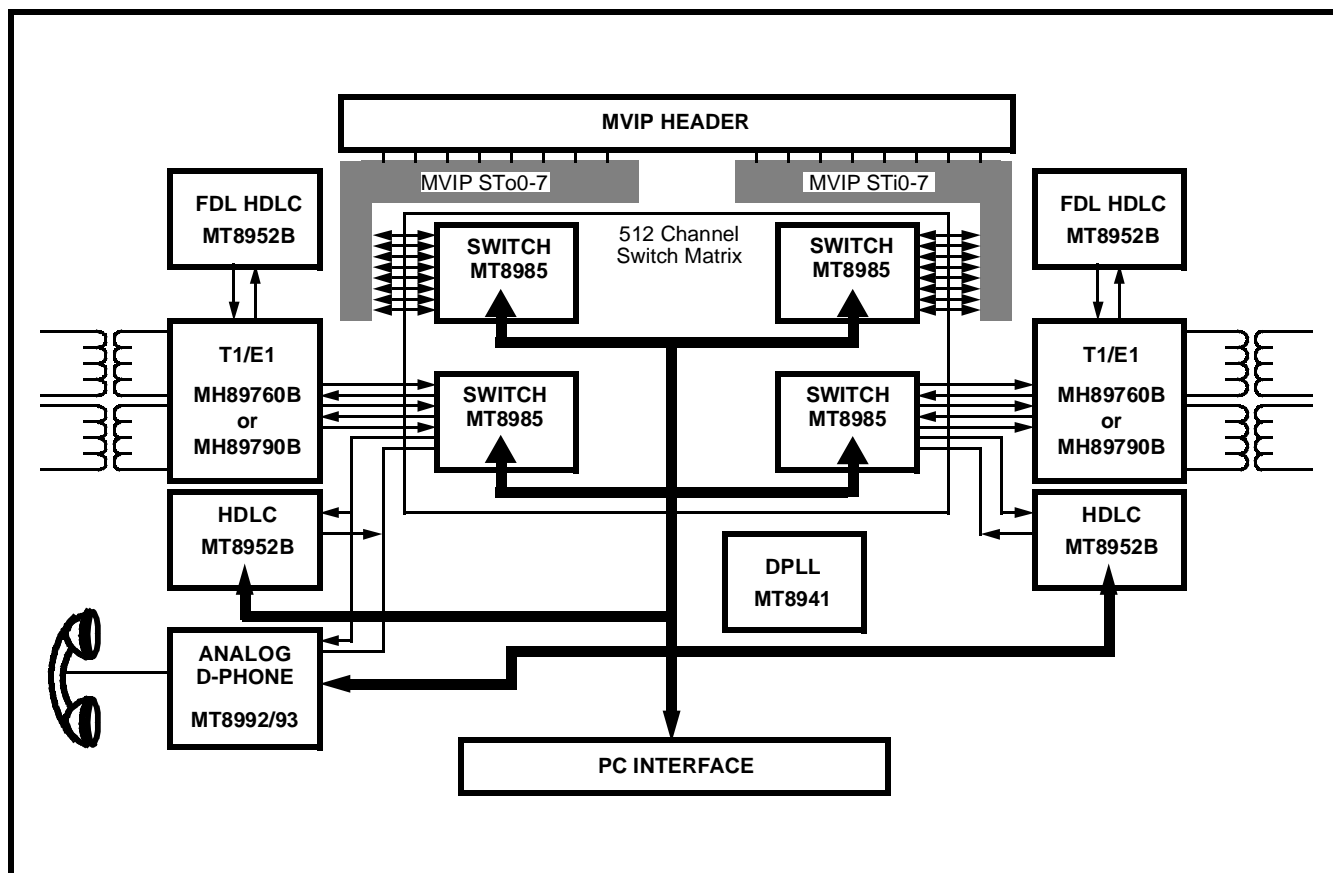 MVIP HEADER
MVIP STo0-7
MVIP STi0-7
FDL HDLC
MT8952B
SWITCH
MT8985
512 Channel
Switch Matrix
SWITCH
MT8985
FDL HDLC
MT8952B
T1/E1
MH89760B
or
MH89790B
SWITCH
MT8985
SWITCH
MT8985
T1/E1
MH89760B
or
MH89790B
HDLC
MT8952B
DPLL
MT8941
HDLC
MT8952B
ANALOG
D-PHONE
MT8992/93
PC INTERFACE